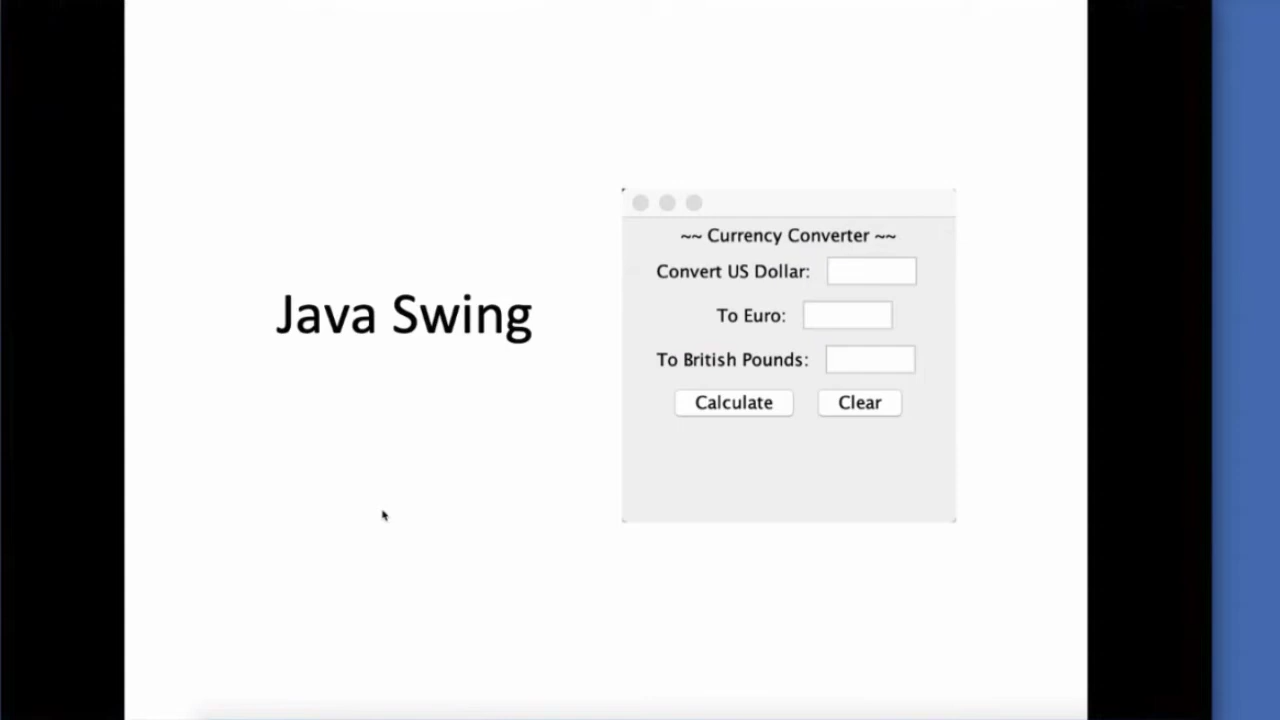 Java Swing
~~ Currency Converter ~~
Convert US Dollar:
To Euro:
To British Pounds:
Calculate Clear